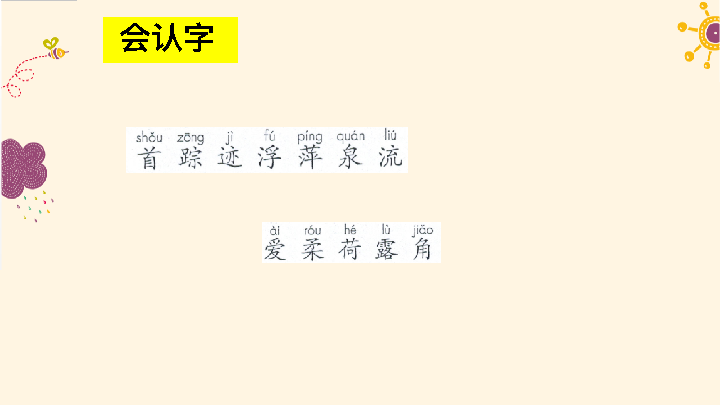 会认字
shǒu zōng jì fú píng quán liú
首 踪 迹 浮 萍 泉 流
ài róu hé lù jiǎo
爱 柔 荷 露 角